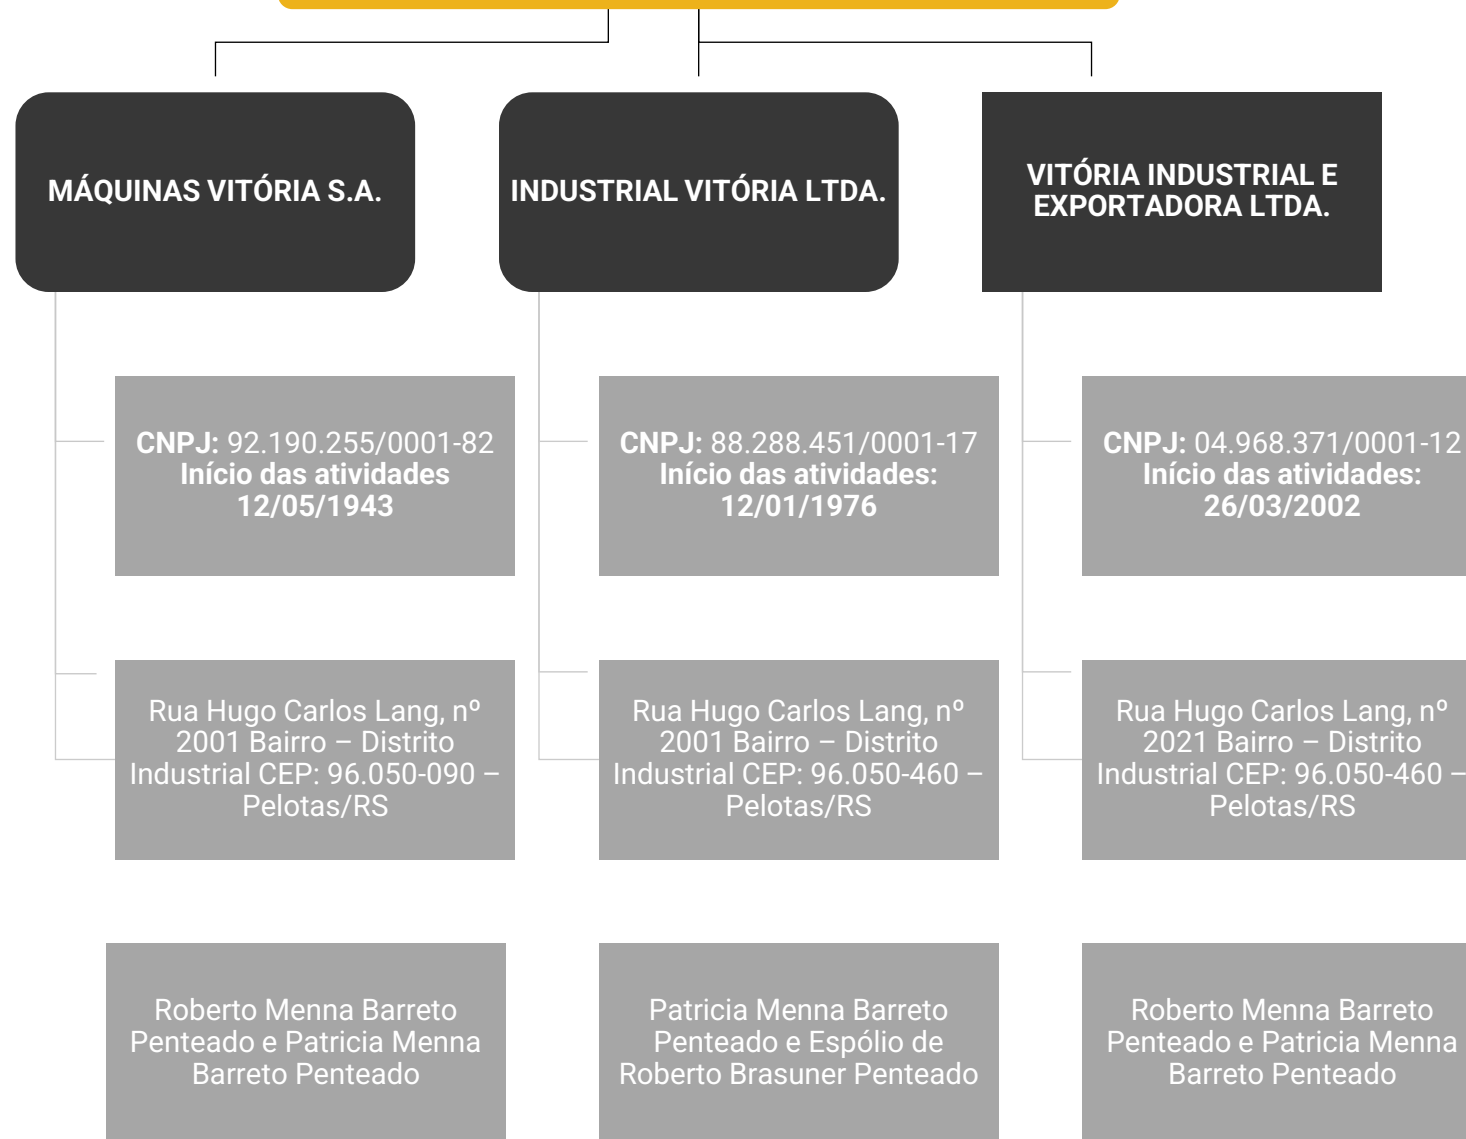 MÁQUINAS VITÓRIA S.A.
INDUSTRIAL VITÓRIA LTDA.
VITÓRIA INDUSTRIAL E
EXPORTADORA LTDA.
CNPJ: 92.190.255/0001-82
Início das atividades
12/05/1943
CNPJ: 88.288.451/0001-17
Início das atividades:
12/01/1976
CNPJ: 04.968.371/0001-12
Início das atividades:
26/03/2002
Rua Hugo Carlos Lang, nº
2001 Bairro – Distrito
Industrial CEP: 96.050-090 –
Pelotas/RS
Rua Hugo Carlos Lang, nº
2001 Bairro – Distrito
Industrial CEP: 96.050-460 –
Pelotas/RS
Rua Hugo Carlos Lang, nº
2021 Bairro – Distrito
Industrial CEP: 96.050-460 –
Pelotas/RS
Roberto Menna Barreto
Penteado e Patricia Menna
Barreto Penteado
Patricia Menna Barreto
Penteado e Espólio de
Roberto Brasuner Penteado
Roberto Menna Barreto
Penteado e Patricia Menna
Barreto Penteado